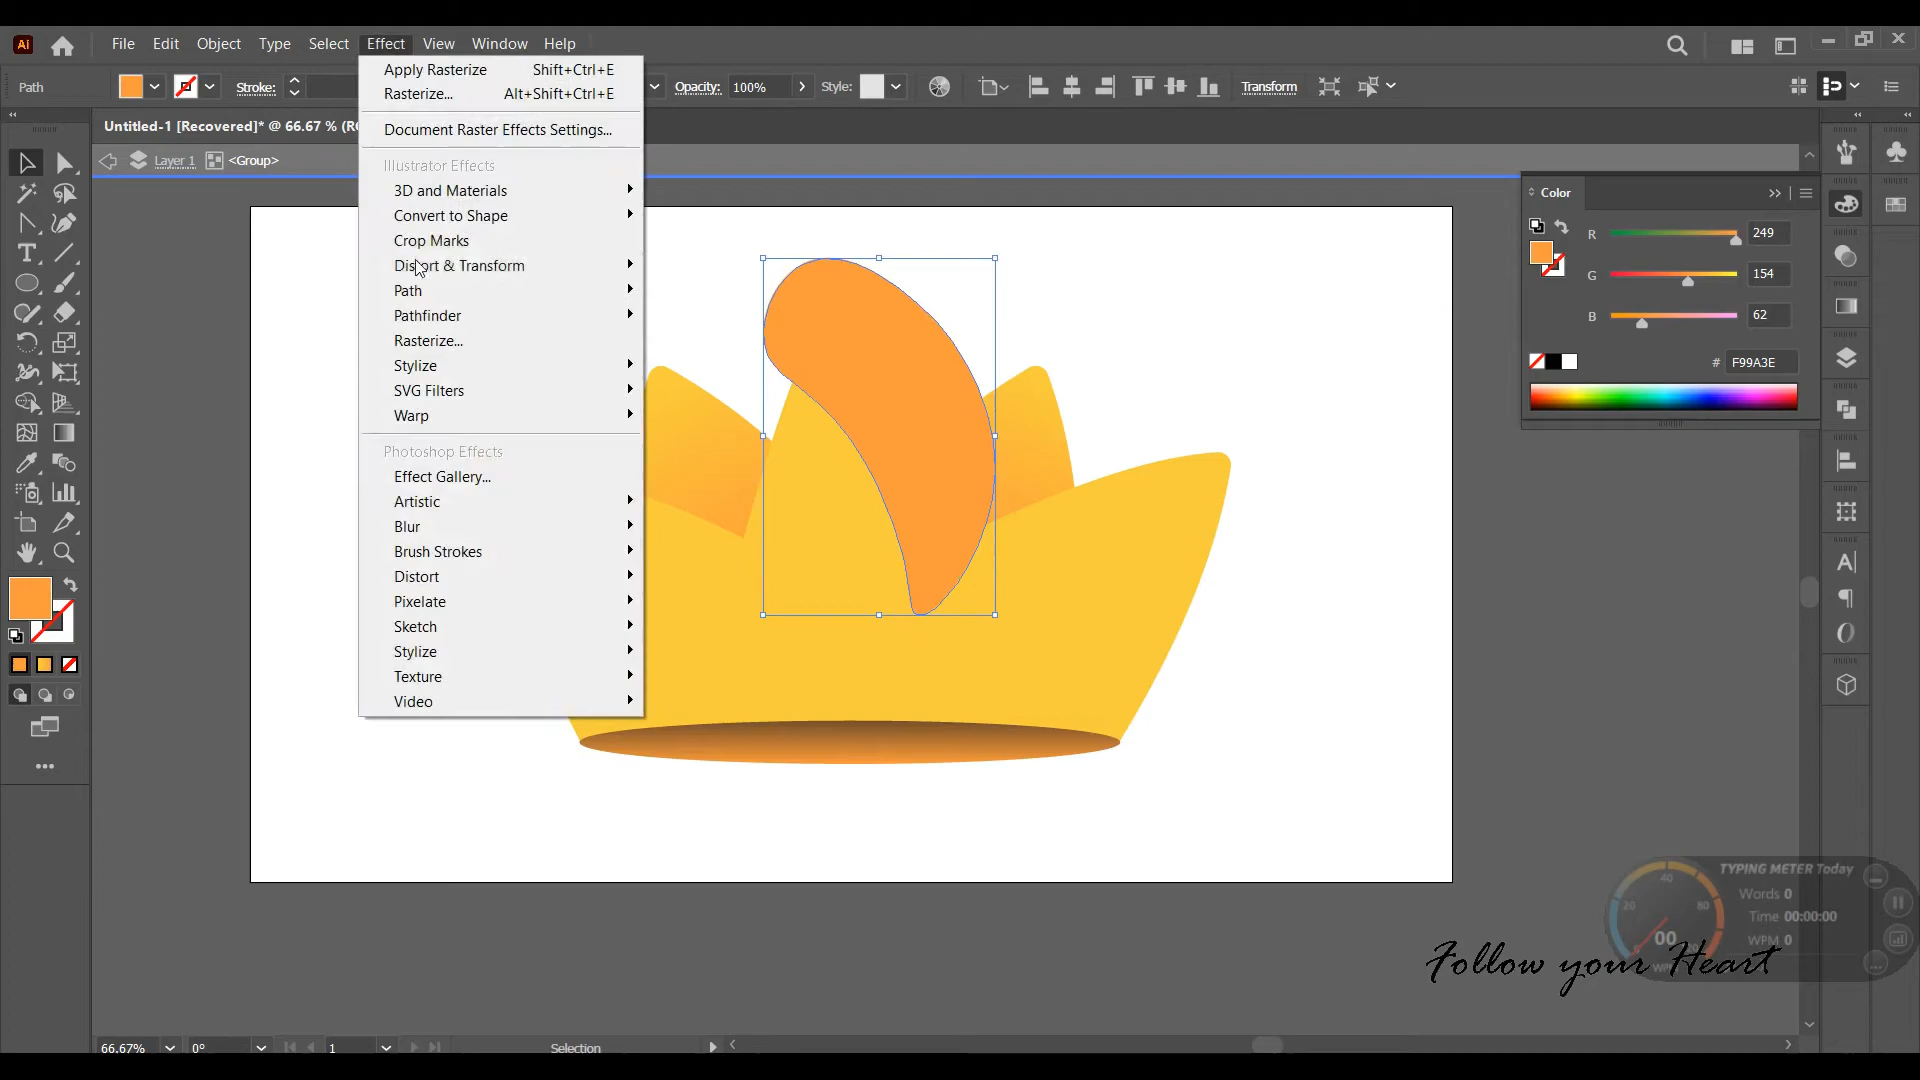 Ai File Edit Object Type Select Effect View Window Help
Path Stroke: Opacity: 100% Style: Transform
Untitled-1 [Recovered]* @ 66.67 % (R
Layer 1 <Group>
Apply Rasterize Shift+Ctrl+E
Rasterize... Alt+Shift+Ctrl+E
Document Raster Effects Settings...
Illustrator Effects
3D and Materials
Convert to Shape
Crop Marks
Distort & Transform
Path
Pathfinder
Rasterize...
Stylize
SVG Filters
Warp
Photoshop Effects
Effect Gallery...
Artistic
Blur
Brush Strokes
Distort
Pixelate
Sketch
Stylize
Texture
Video
Color
R 249
G 154
B 62
# F99A3E
TYPING METER Today
Words 0
Time 00:00:00
WPM 0
20 40 80
00
Follow your Heart
66.67% 0° 1 Selection